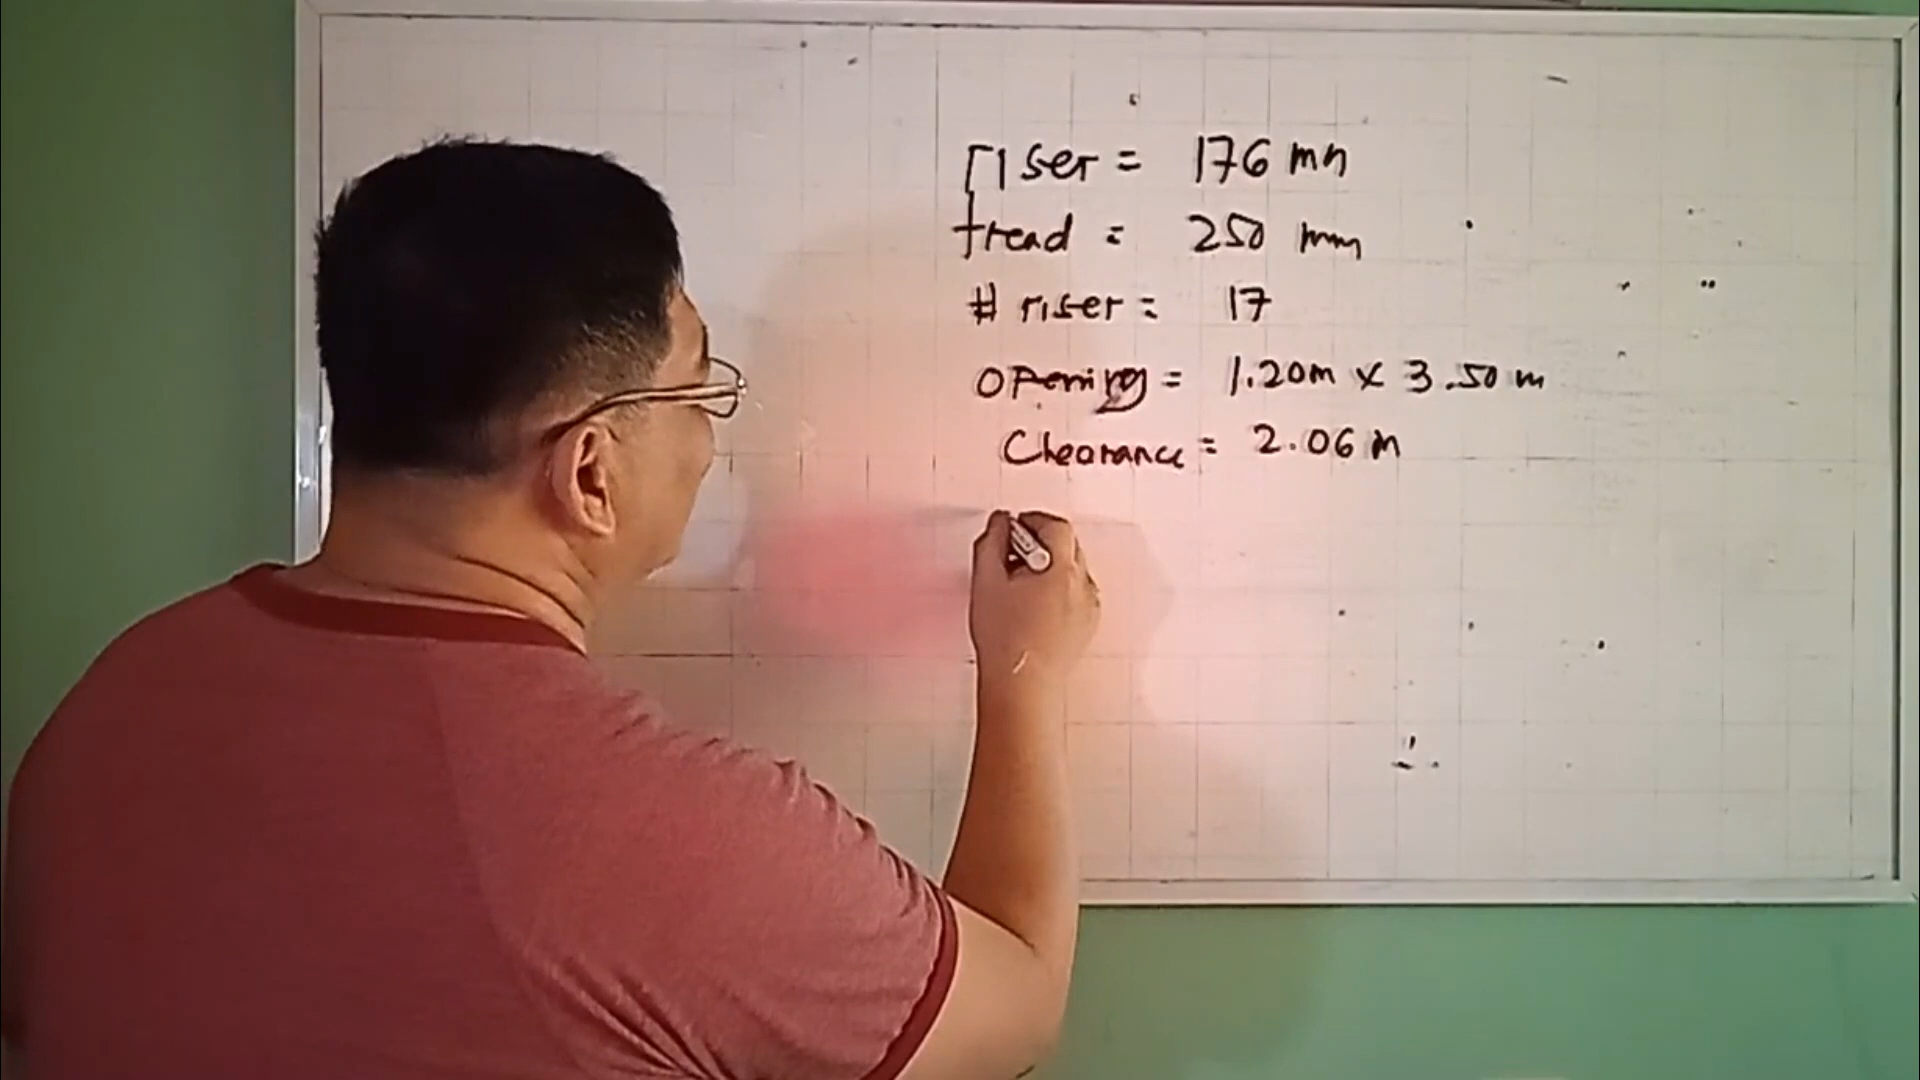 riser = 176 mm
tread = 250 mm
# riser = 17
Opening = 1.20m x 3.50 m
Clearance = 2.06 m